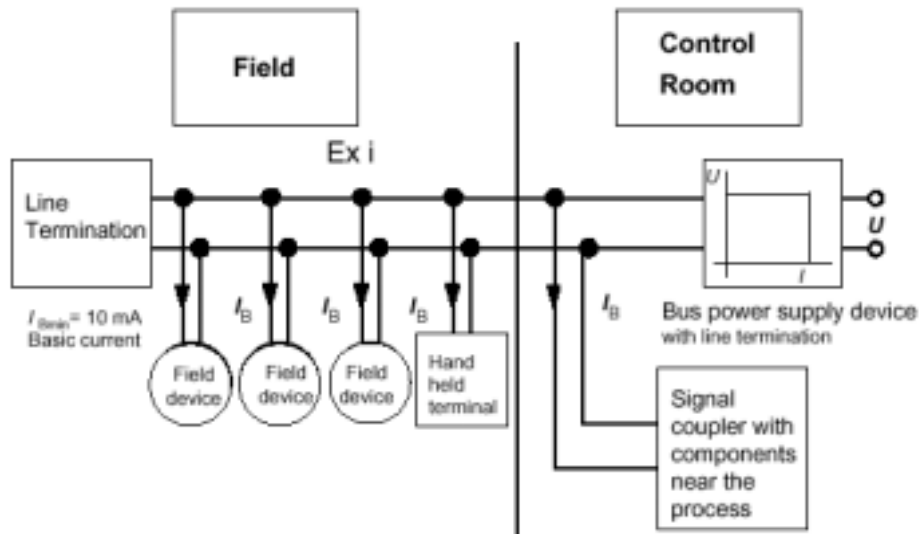 Field
Control
Room
Ex i
Line
Termination
U
I
U
I Bmin = 10 mA
Basic current
I B
I B
I B
I B
Bus power supply device
with line termination
Field
device
Field
device
Field
device
Hand
held
terminal
Signal
coupler with
components
near the
process